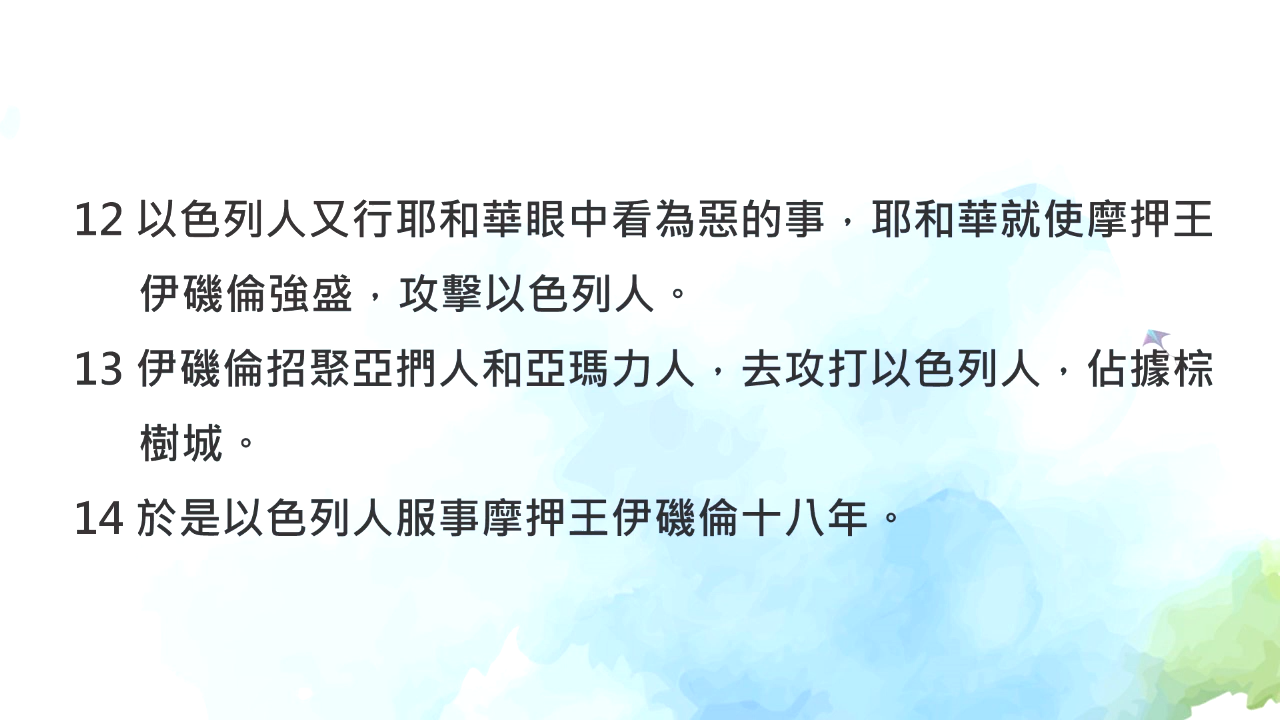 12 以色列人又行耶和華眼中看為惡的事，耶和華就使摩押王
伊磯倫強盛，攻擊以色列人。
13 伊磯倫招聚亞捫人和亞瑪力人，去攻打以色列人，佔據棕
樹城。
14 於是以色列人服事摩押王伊磯倫十八年。